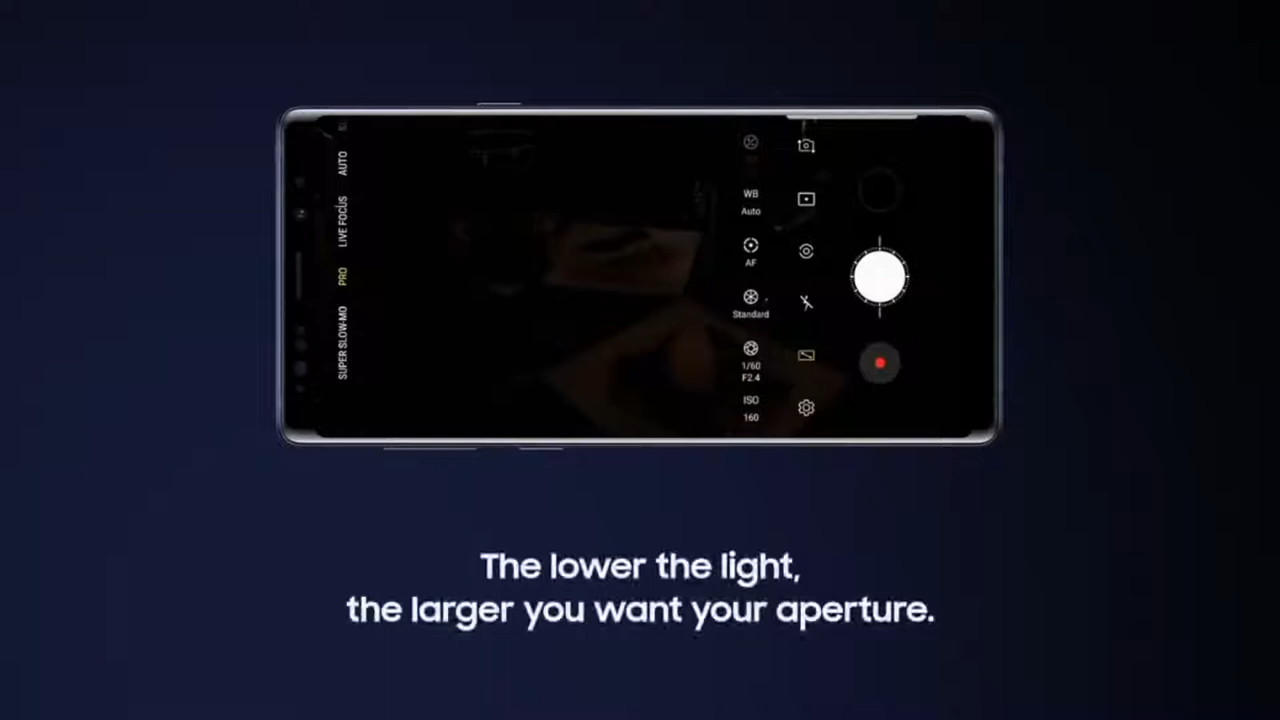 AUTO
LIVE FOCUS
PRO
SUPER SLOW-MO
WB
Auto
AF
Standard
1/60
F2.4
ISO
160
The lower the light,
the larger you want your aperture.